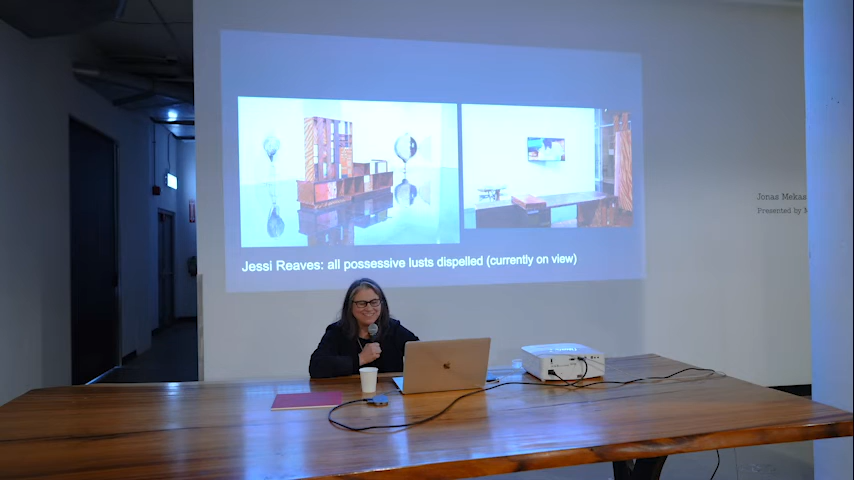 Jessi Reaves: all possessive lusts dispelled (currently on view)
Jonas Mekas
Presented by